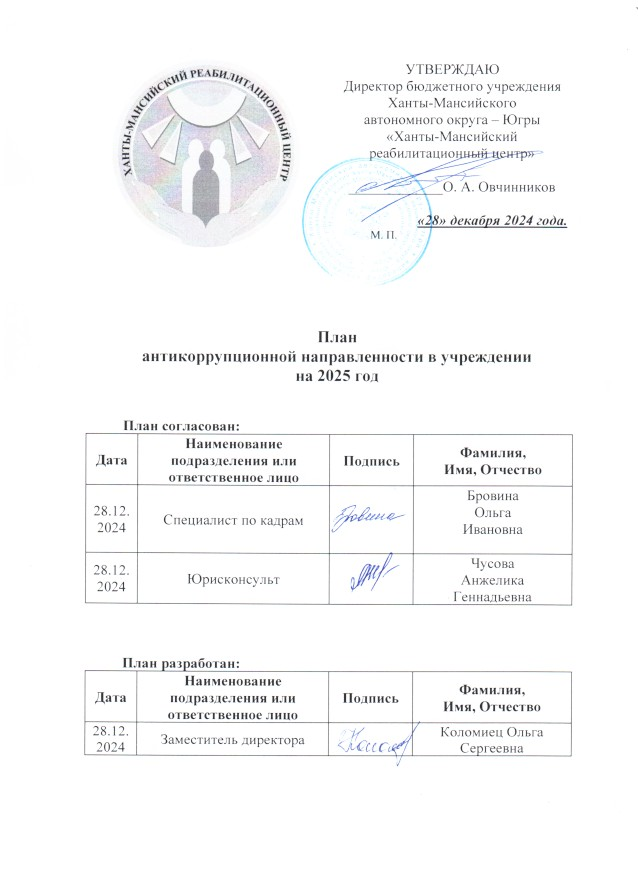 ХАНТЫ-МАНСИЙСКИЙ РЕАБИЛИТАЦИОННЫЙ ЦЕНТР
УТВЕРЖДАЮ
Директор бюджетного учреждения
Ханты-Мансийского
автономного округа – Югры
«Ханты-Мансийский
реабилитационный центр»
____________О. А. Овчинников
«28» декабря 2024 года.
М. П.
План
антикоррупционной направленности в учреждении
на 2025 год
План согласован:
Дата
Наименование
подразделения или
ответственное лицо
Подпись
Фамилия,
Имя, Отчество
28.12.
2024
Специалист по кадрам
Бровина
Ольга
Ивановна
28.12.
2024
Юрисконсульт
Чусова
Анжелика
Геннадьевна
План разработан:
Дата
Наименование
подразделения или
ответственное лицо
Подпись
Фамилия,
Имя, Отчество
28.12.
2024
Заместитель директора
Коломиец Ольга
Сергеевна